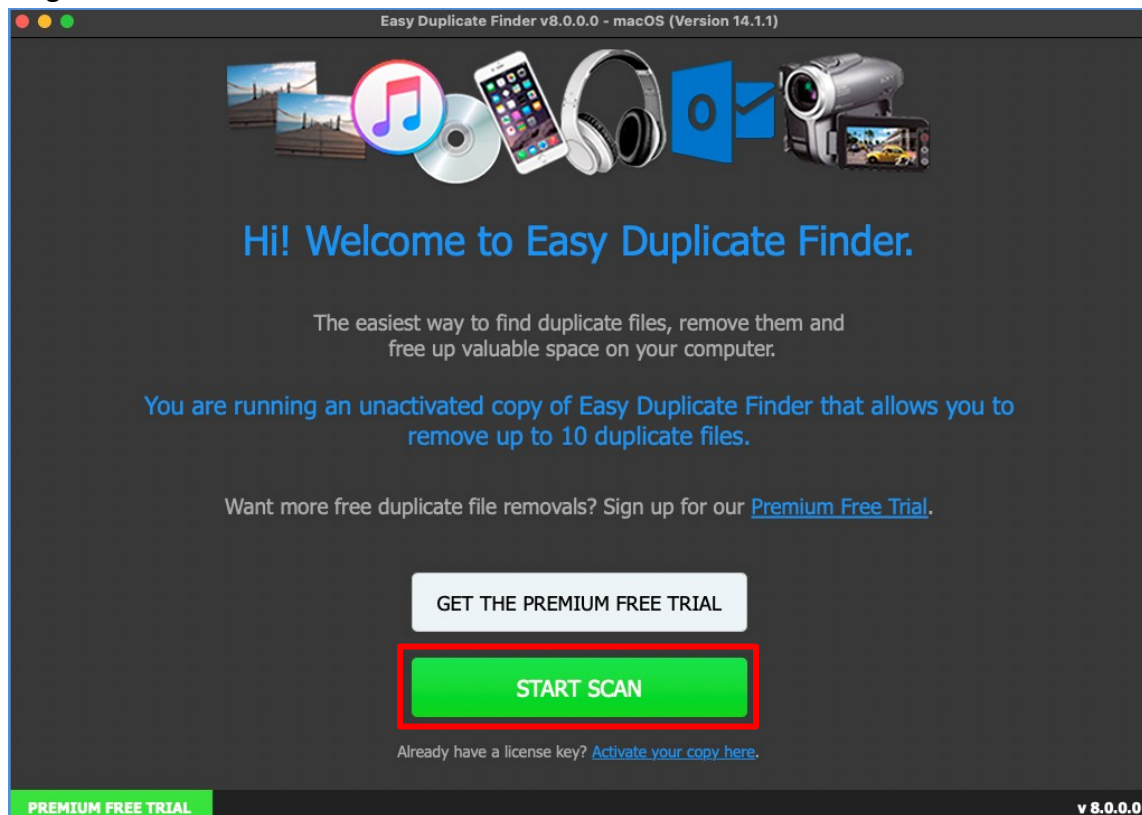 Easy Duplicate Finder v8.0.0.0 - macOS (Version 14.1.1)
Hi! Welcome to Easy Duplicate Finder.
The easiest way to find duplicate files, remove them and
free up valuable space on your computer.
You are running an unactivated copy of Easy Duplicate Finder that allows you to
remove up to 10 duplicate files.
Want more free duplicate file removals? Sign up for our Premium Free Trial.
GET THE PREMIUM FREE TRIAL
START SCAN
Already have a license key? Activate your copy here.
PREMIUM FREE TRIAL
v 8.0.0.0